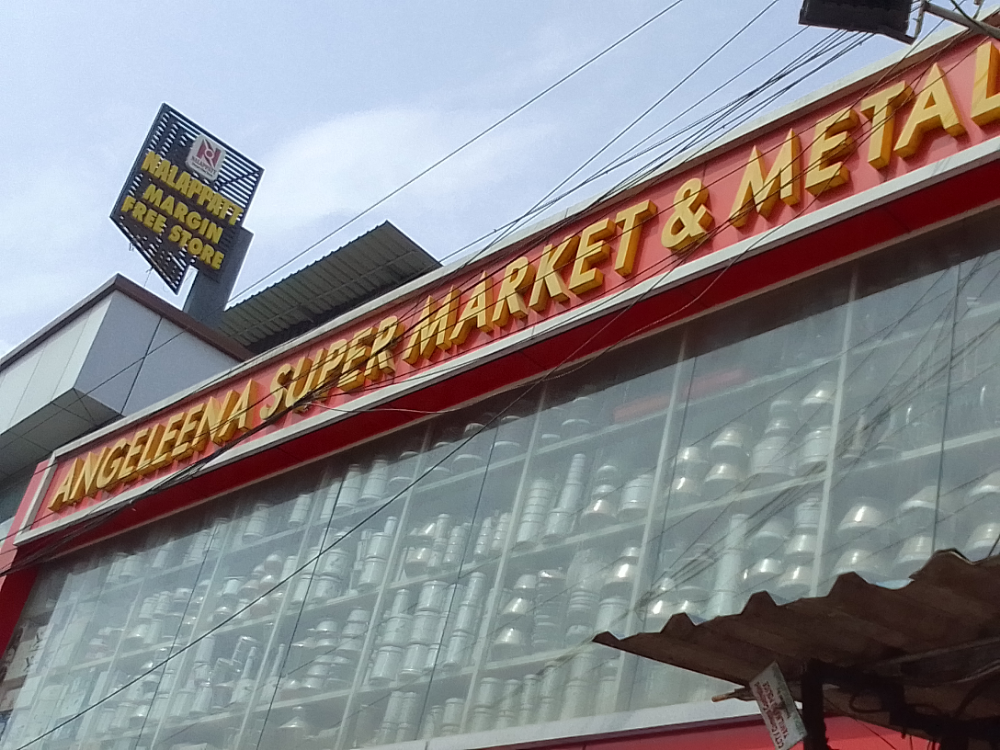 NALAPPATT
MARGIN
FREE STORE
ANGELEENA SUPER MARKET & METAL